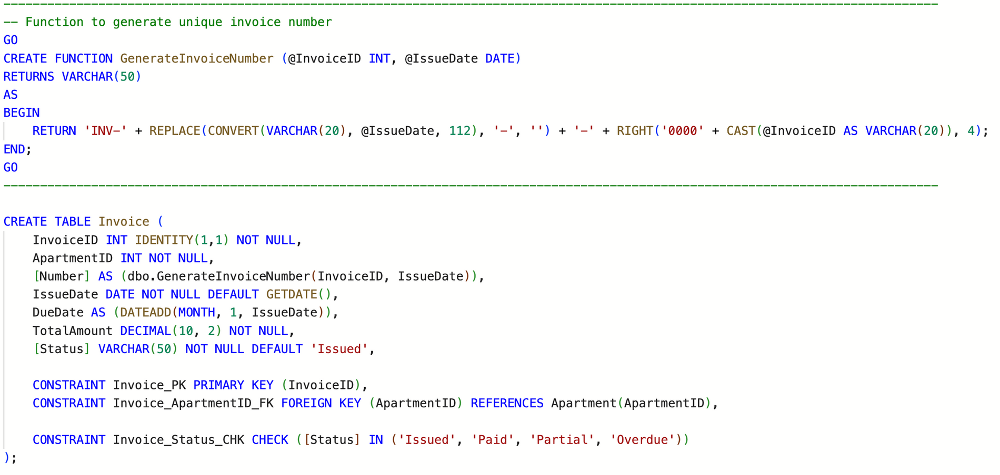 ---------------------------------------------------------------------------------------------------------------------------------
-- Function to generate unique invoice number
GO
CREATE FUNCTION GenerateInvoiceNumber (@InvoiceID INT, @IssueDate DATE)
RETURNS VARCHAR(50)
AS
BEGIN
    RETURN 'INV-' + REPLACE(CONVERT(VARCHAR(20), @IssueDate, 112), '-', '') + '-' + RIGHT('0000' + CAST(@InvoiceID AS VARCHAR(20)), 4);
END;
GO
---------------------------------------------------------------------------------------------------------------------------------
CREATE TABLE Invoice (
    InvoiceID INT IDENTITY(1,1) NOT NULL,
    ApartmentID INT NOT NULL,
    [Number] AS (dbo.GenerateInvoiceNumber(InvoiceID, IssueDate)),
    IssueDate DATE NOT NULL DEFAULT GETDATE(),
    DueDate AS (DATEADD(MONTH, 1, IssueDate)),
    TotalAmount DECIMAL(10, 2) NOT NULL,
    [Status] VARCHAR(50) NOT NULL DEFAULT 'Issued',
    CONSTRAINT Invoice_PK PRIMARY KEY (InvoiceID),
    CONSTRAINT Invoice_ApartmentID_FK FOREIGN KEY (ApartmentID) REFERENCES Apartment(ApartmentID),
    CONSTRAINT Invoice_Status_CHK CHECK ([Status] IN ('Issued', 'Paid', 'Partial', 'Overdue'))
);